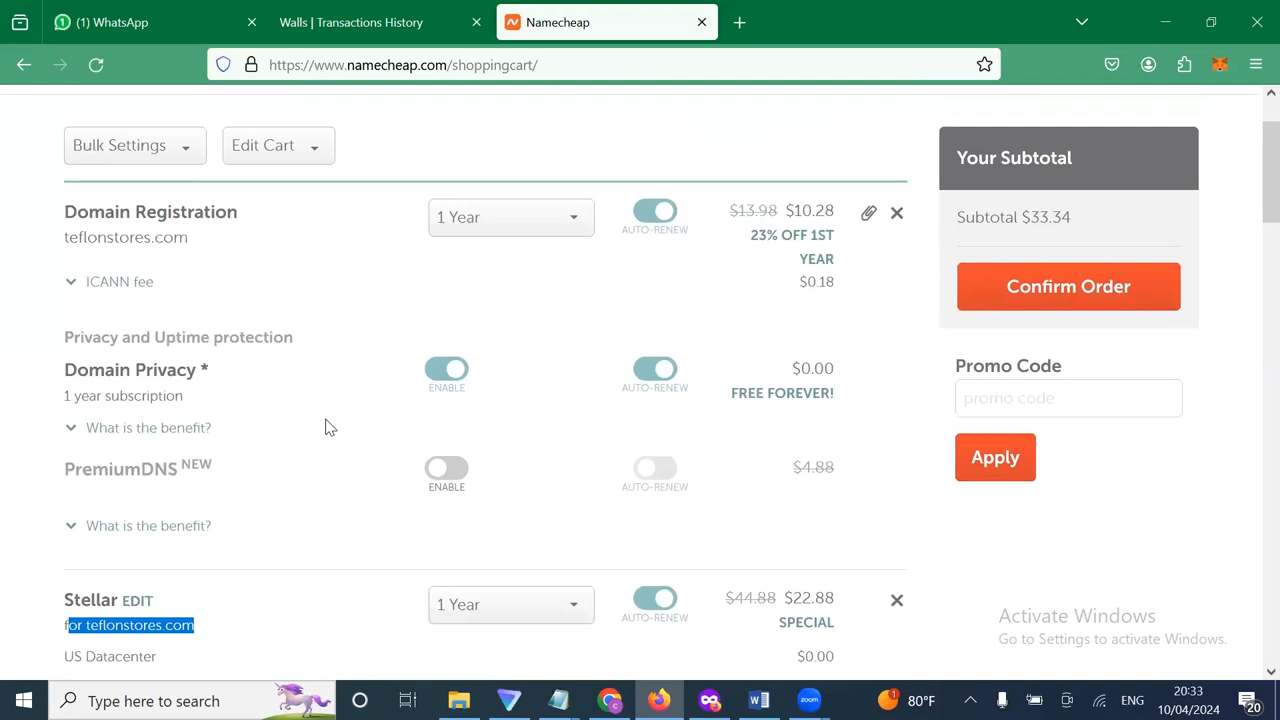 (1) WhatsApp
Walls | Transactions History
Namecheap
https://www.namecheap.com/shoppingcart/
Bulk Settings
Edit Cart
Your Subtotal
Subtotal $33.34
Confirm Order
Domain Registration
teflonstores.com
1 Year
AUTO-RENEW
$13.98 $10.28
23% OFF 1ST
YEAR
$0.18
ICANN fee
Privacy and Uptime protection
Domain Privacy *
1 year subscription
ENABLE
AUTO-RENEW
$0.00
FREE FOREVER!
What is the benefit?
Promo Code
promo code
Apply
PremiumDNS NEW
ENABLE
AUTO-RENEW
$4.88
What is the benefit?
Stellar EDIT
for teflonstores.com
1 Year
AUTO-RENEW
$44.88 $22.88
SPECIAL
US Datacenter
$0.00
Activate Windows
Go to Settings to activate Windows.
Type here to search
zoom
1
80°F
ENG
20:33
10/04/2024
20